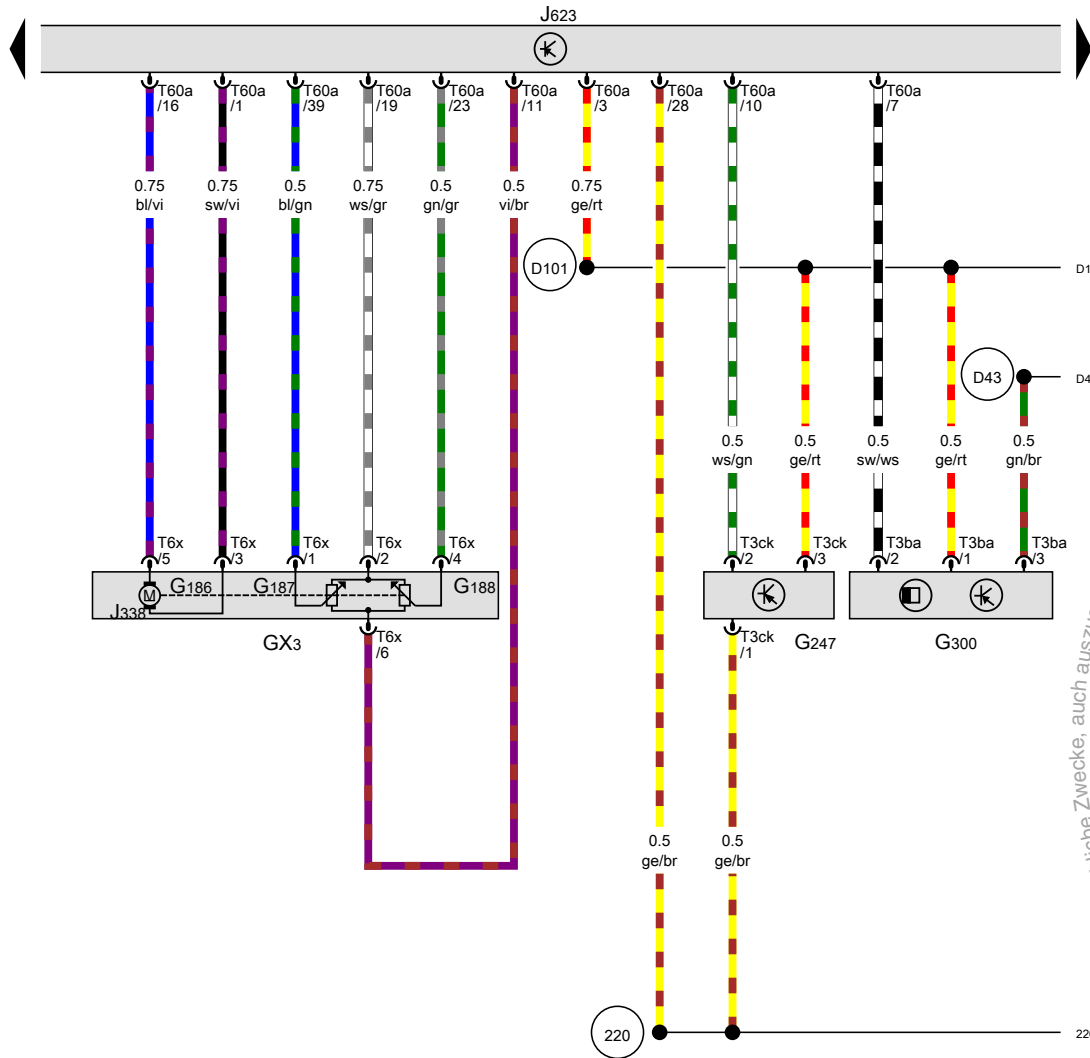 J623
T60a T60a T60a T60a T60a T60a T60a T60a T60a T60a
/16 /1 /39 /19 /23 /11 /3 /28 /10 /7
0.75 0.75 0.5 0.75 0.5 0.5 0.75
bl/vi sw/vi bl/gn ws/gr gn/gr vi/br ge/rt
D101
D1
D43
D4
0.5 0.5 0.5 0.5 0.5
ws/gn ge/rt sw/ws ge/rt gn/br
T6x T6x T6x T6x T6x T3ck T3ck T3ba T3ba T3ba
/5 /3 /1 /2 /4 /2 /3 /2 /1 /3
G186 G187 G188
M
J338
GX3
T6x
/6
T3ck
/1
G247
G300
0.5 0.5
ge/br ge/br
220
220
Zwecke, auch